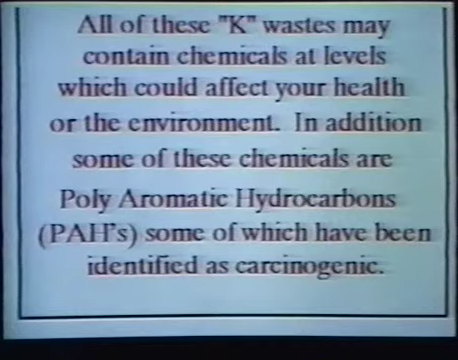 All of these "K" wastes may
contain chemicals at levels
which could affect your health
or the environment. In addition
some of these chemicals are
Poly Aromatic Hydrocarbons
(PAH's) some of which have been
identified as carcinogenic.